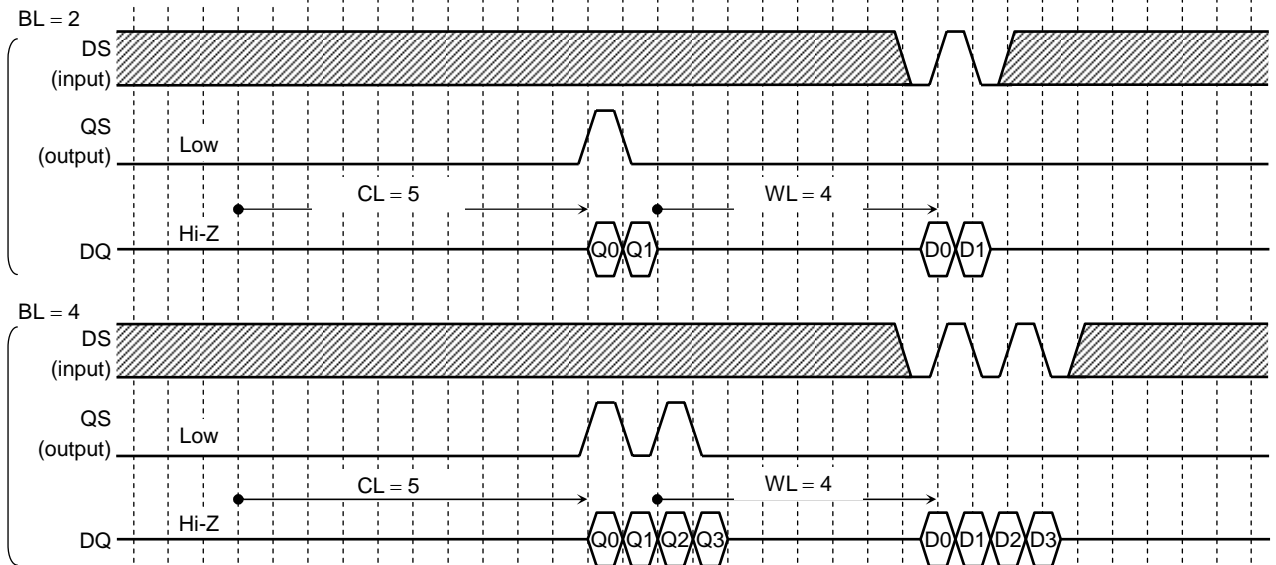 BL = 2
DS
(input)
QS
(output)
Low
CL = 5
WL = 4
DQ
Hi-Z
Q0 Q1
D0 D1
BL = 4
DS
(input)
QS
(output)
Low
CL = 5
WL = 4
DQ
Hi-Z
Q0 Q1 Q2 Q3
D0 D1 D2 D3